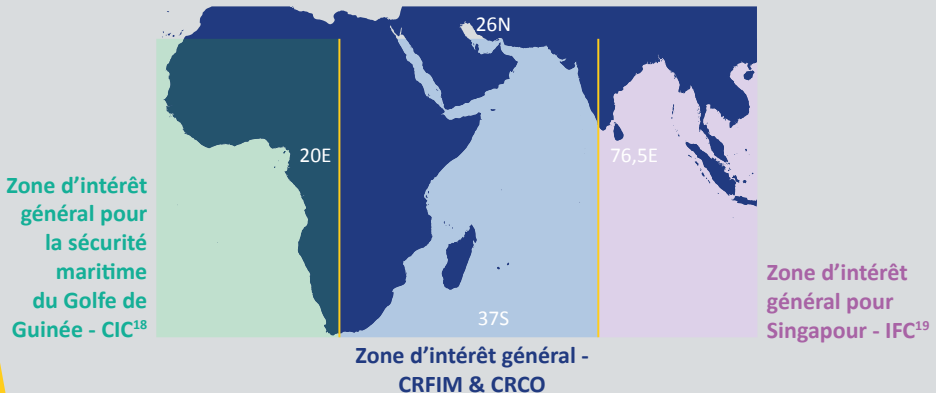 26N
20E
76,5E
37S
Zone d’intérêt
général pour
la sécurité
maritime
du Golfe de
Guinée - CIC18
Zone d’intérêt
général pour
Singapour - IFC19
Zone d’intérêt général -
CRFIM & CRCO